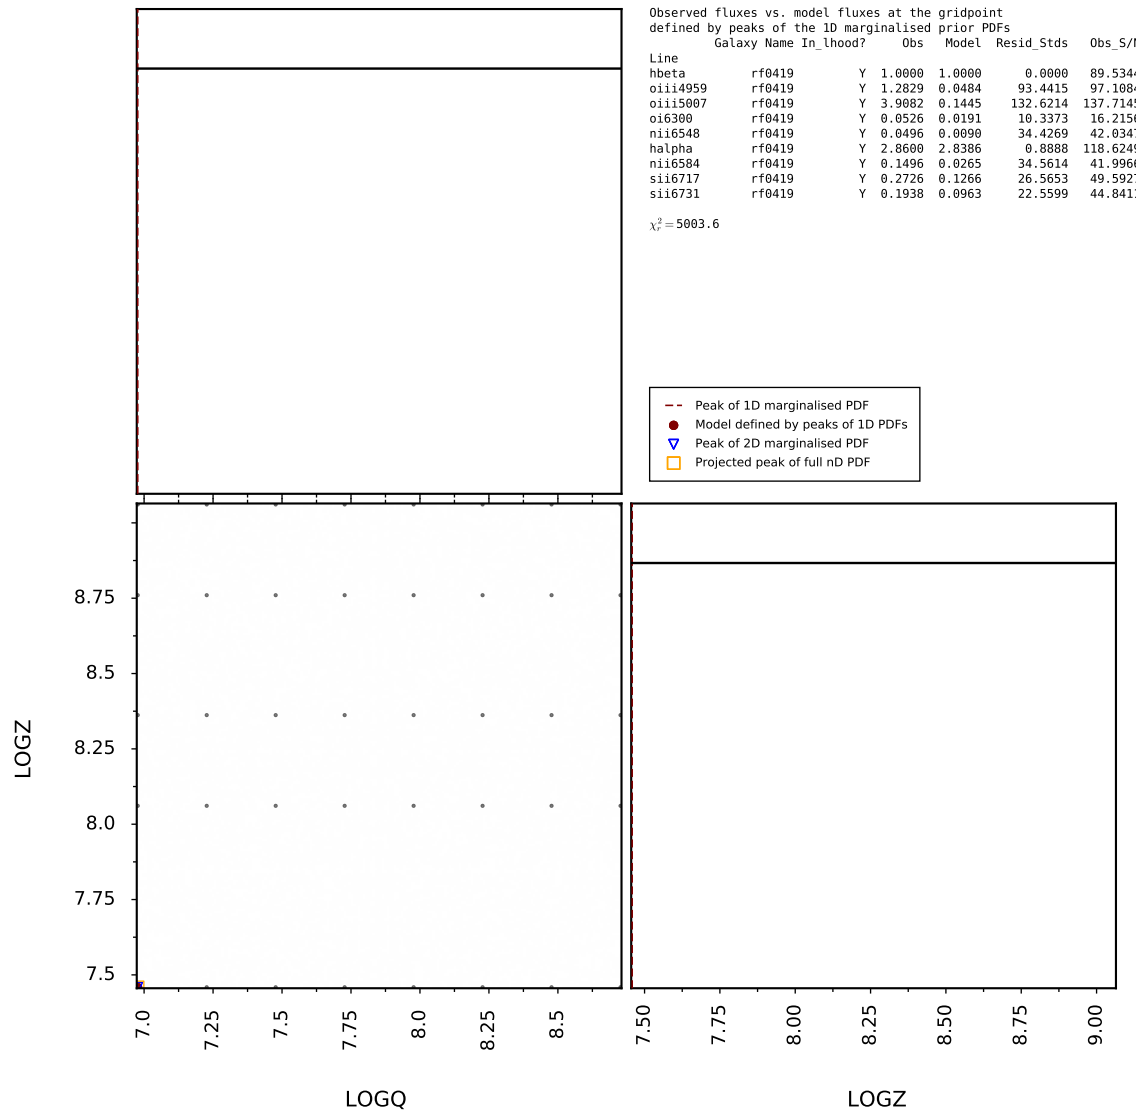 Observed fluxes vs. model fluxes at the gridpoint
defined by peaks of the 1D marginalised prior PDFs
Galaxy Name In_lhood? Obs Model Resid_Stds Obs_S/N
Line
hbeta rf0419 Y 1.0000 1.0000 0.0000 89.5344
oiii4959 rf0419 Y 1.2829 0.0484 93.4415 97.1084
oiii5007 rf0419 Y 3.9082 0.1445 132.6214 137.7145
oi6300 rf0419 Y 0.0526 0.0191 10.3373 16.2156
nii6548 rf0419 Y 0.0496 0.0090 34.4269 42.0347
halpha rf0419 Y 2.8600 2.8386 0.8888 118.6249
nii6584 rf0419 Y 0.1496 0.0265 34.5614 41.9966
sii6717 rf0419 Y 0.2726 0.1266 26.5653 49.5927
sii6731 rf0419 Y 0.1938 0.0963 22.5599 44.8411
χ²ᵣ = 5003.6
Peak of 1D marginalised PDF
Model defined by peaks of 1D PDFs
Peak of 2D marginalised PDF
Projected peak of full nD PDF
8.75
8.5
8.25
8.0
7.75
7.5
LOGZ
7.0 7.25 7.5 7.75 8.0 8.25 8.5
LOGQ
7.50 7.75 8.00 8.25 8.50 8.75 9.00
LOGZ